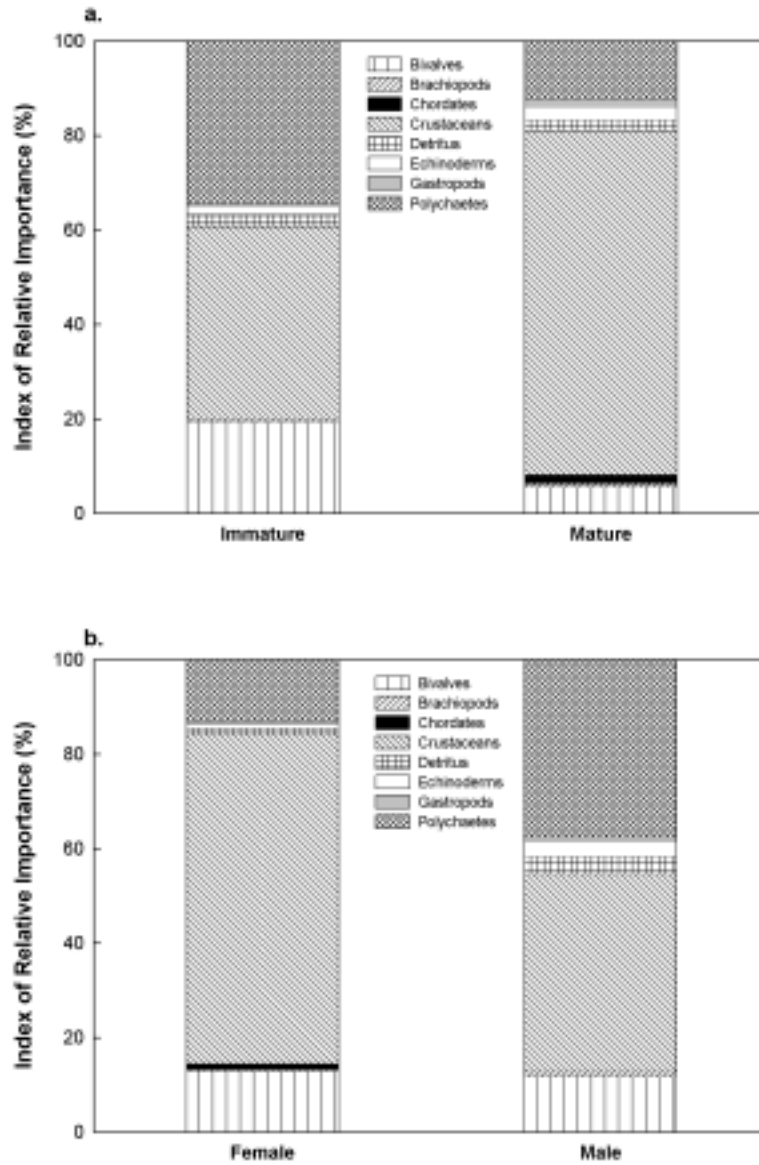 a.
Index of Relative Importance (%)
100
80
60
40
20
0
Bivalves
Brachiopods
Chordates
Crustaceans
Detritus
Echinoderms
Gastropods
Polychaetes
Immature
Mature
b.
Index of Relative Importance (%)
100
80
60
40
20
0
Bivalves
Brachiopods
Chordates
Crustaceans
Detritus
Echinoderms
Gastropods
Polychaetes
Female
Male